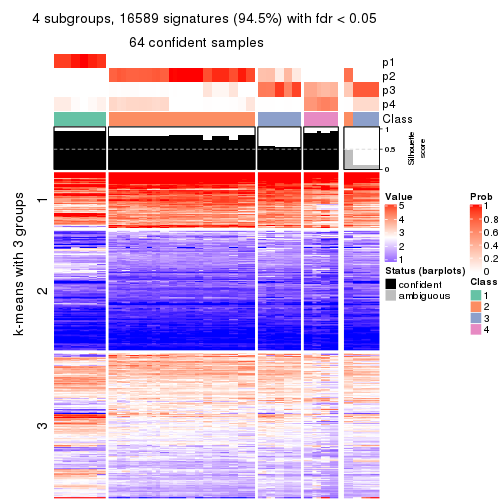 4 subgroups, 16589 signatures (94.5%) with fdr < 0.05
64 confident samples
p1
p2
p3
p4
Class
1
0.5
0
Silhouette
score
k-means with 3 groups
1
2
3
Value
5
4
3
2
1
Status (barplots)
confident
ambiguous
Prob
1
0.8
0.6
0.4
0.2
0
Class
1
2
3
4